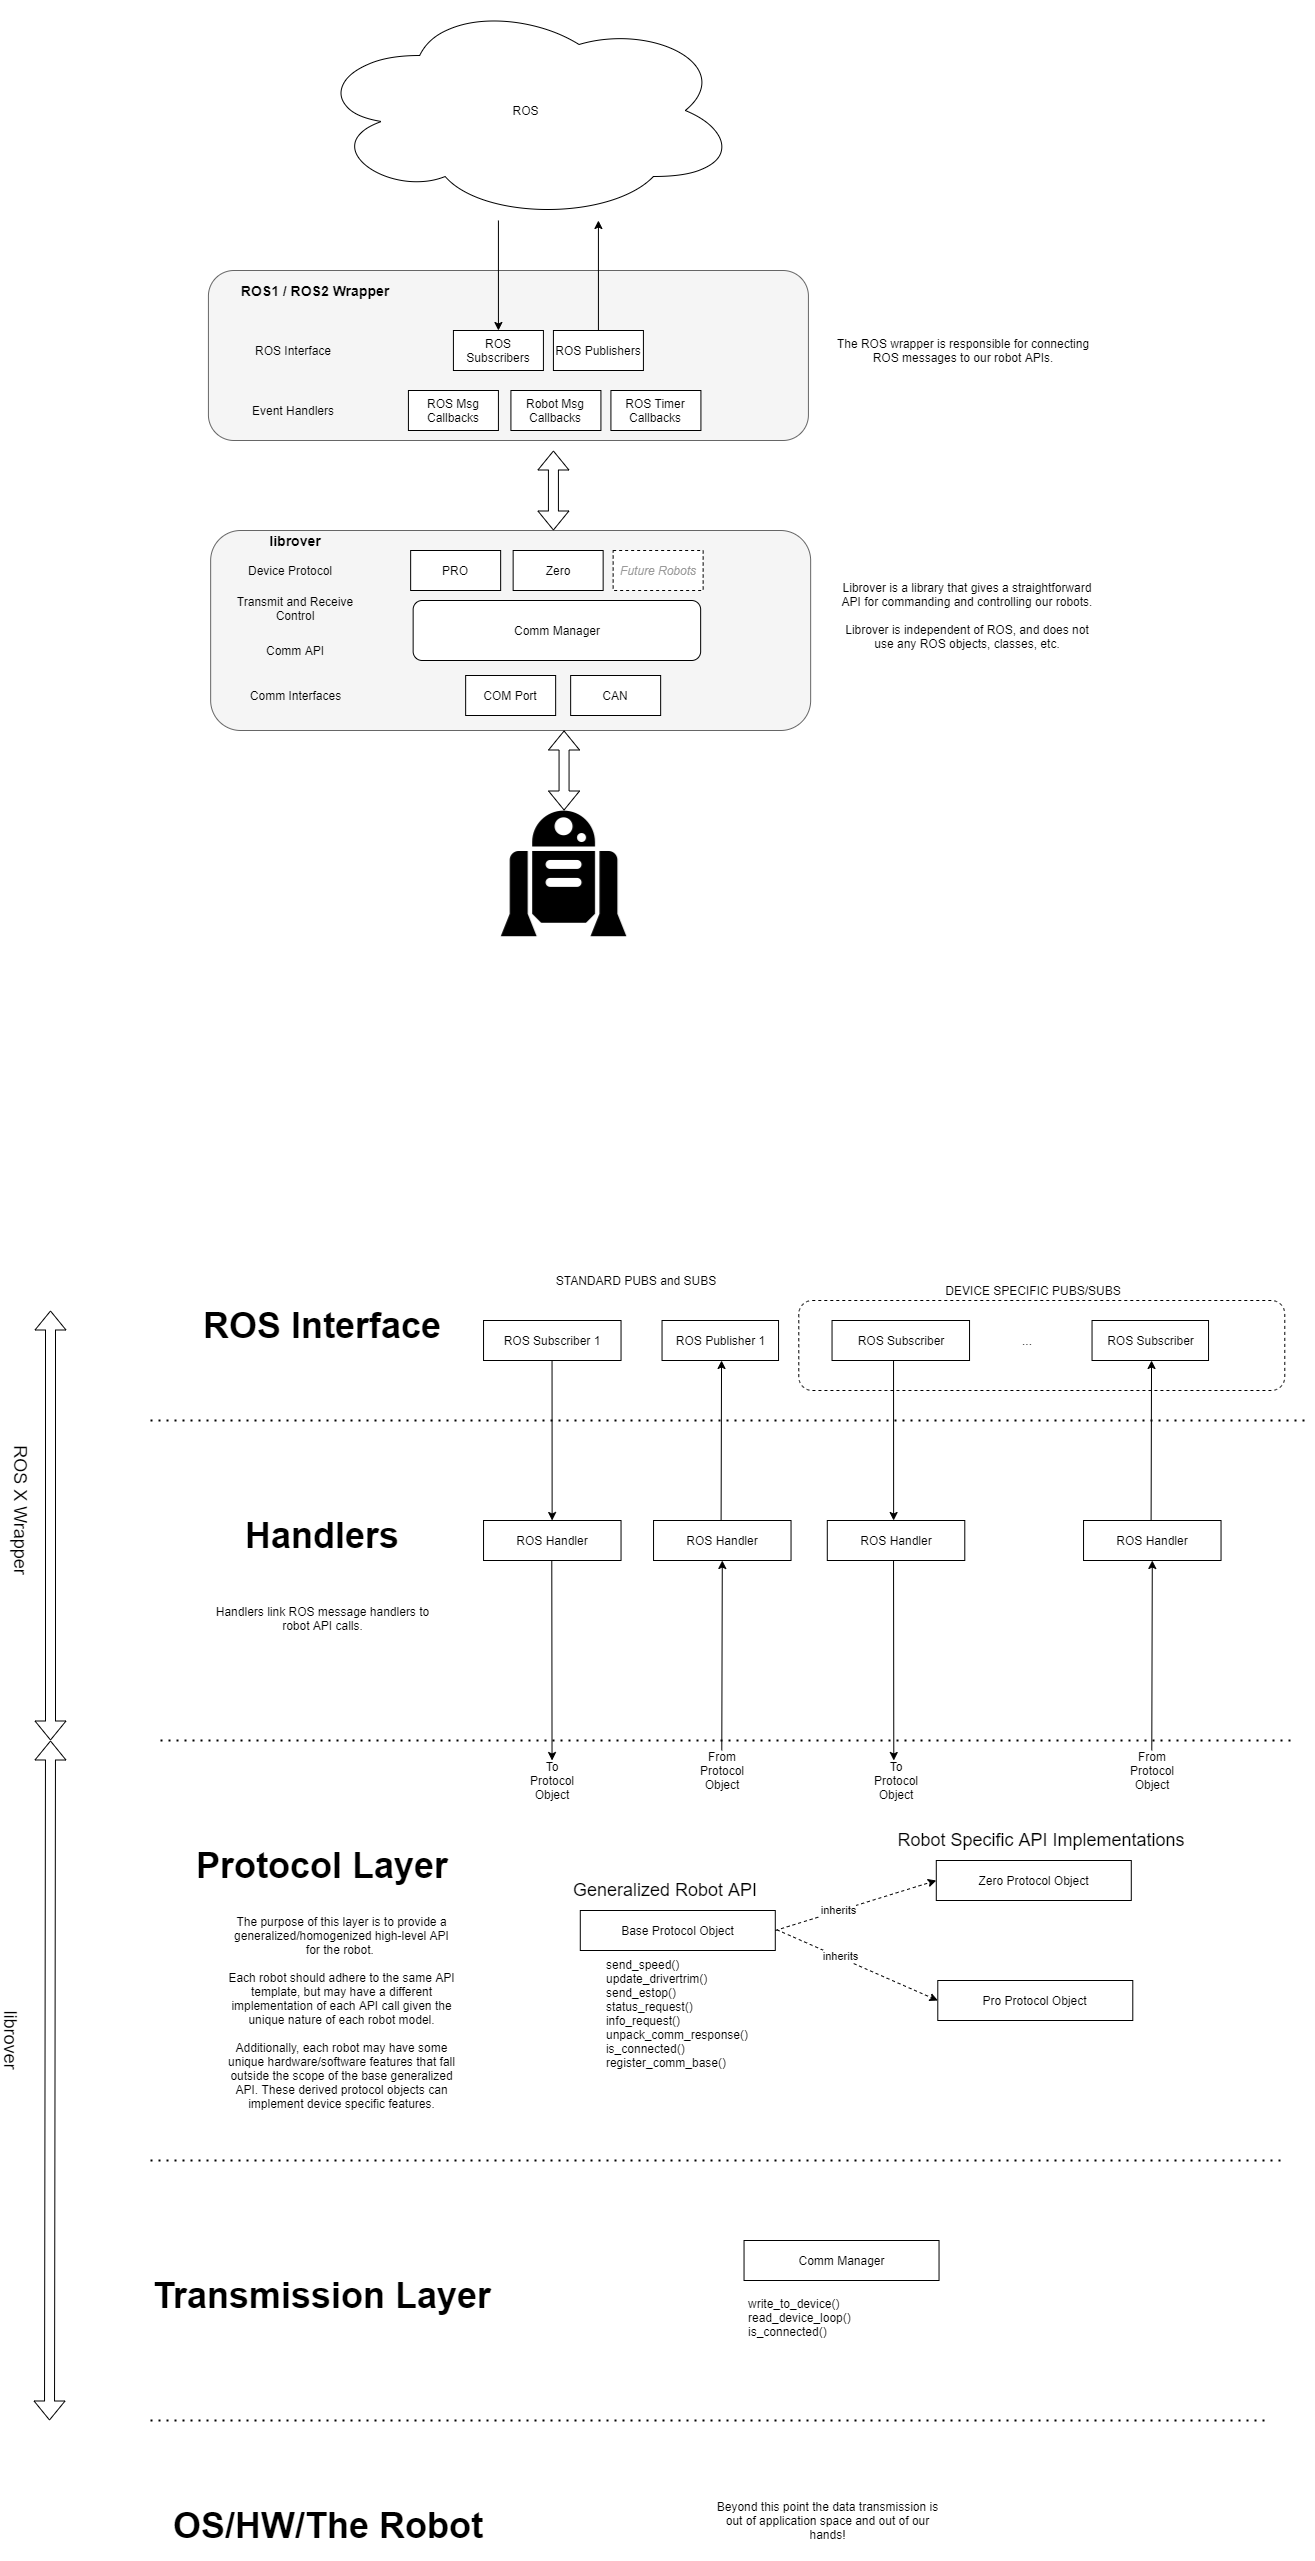 ROS
ROS1 / ROS2 Wrapper
ROS Interface
ROS
Subscribers
ROS Publishers
The ROS wrapper is responsible for connecting
ROS messages to our robot APIs.
Event Handlers
ROS Msg
Callbacks
Robot Msg
Callbacks
ROS Timer
Callbacks
librover
Device Protocol
PRO
Zero
Future Robots
Transmit and Receive
Control
Comm API
Comm Manager
Librover is a library that gives a straightforward
API for commanding and controlling our robots.
Librover is independent of ROS, and does not
use any ROS objects, classes, etc.
Comm Interfaces
COM Port
CAN
STANDARD PUBS and SUBS
DEVICE SPECIFIC PUBS/SUBS
ROS Interface
ROS Subscriber 1
ROS Publisher 1
ROS Subscriber
...
ROS Subscriber
ROS X Wrapper
Handlers
ROS Handler
ROS Handler
ROS Handler
ROS Handler
Handlers link ROS message handlers to
robot API calls.
To
Protocol
Object
From
Protocol
Object
To
Protocol
Object
From
Protocol
Object
librover
Protocol Layer
The purpose of this layer is to provide a
generalized/homogenized high-level API
for the robot.
Each robot should adhere to the same API
template, but may have a different
implementation of each API call given the
unique nature of each robot model.
Additionally, each robot may have some
unique hardware/software features that fall
outside the scope of the base generalized
API. These derived protocol objects can
implement device specific features.
Generalized Robot API
Base Protocol Object
send_speed()
update_drivertrim()
send_estop()
status_request()
info_request()
unpack_comm_response()
is_connected()
register_comm_base()
Robot Specific API Implementations
inherits
Zero Protocol Object
inherits
Pro Protocol Object
Transmission Layer
Comm Manager
write_to_device()
read_device_loop()
is_connected()
OS/HW/The Robot
Beyond this point the data transmission is
out of application space and out of our
hands!